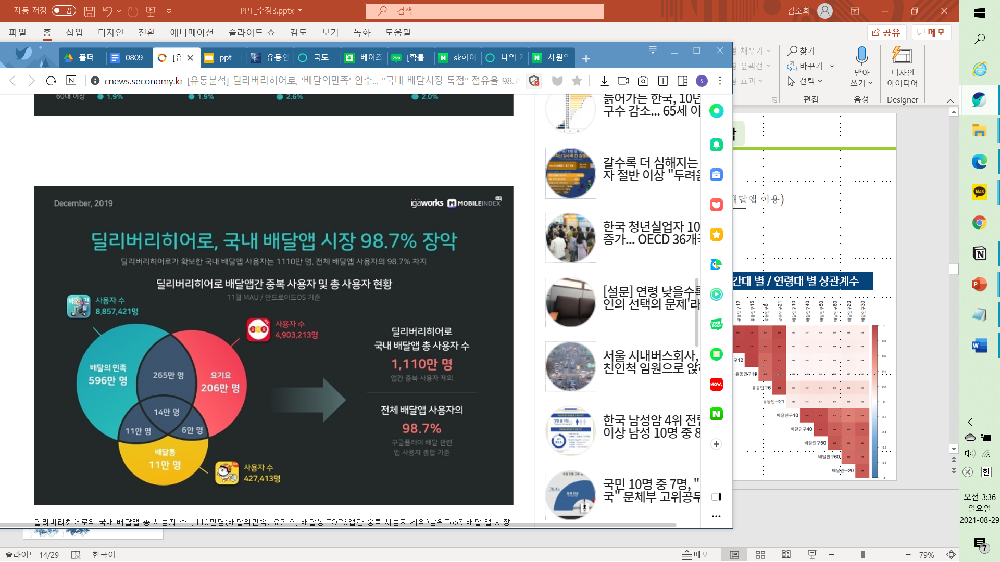 자동 저장 끔 PPT_수정3.pptx 검색 김소희
파일 홈 삽입 디자인 전환 애니메이션 슬라이드 쇼 검토 보기 녹화 도움말 공유 메모
폴더 - 0809 [유 ppt - 유동인 국토 베이즈 [확률 sk하이 나의 차원의
cnews.seconomy.kr [유통분석] 딜리버리히어로, '배달의만족' 인수... "국내 배달시장 독점" 점유율 98.7
채우기 윤곽선 효과
찾기
바꾸기
선택
편집
받아
쓰기
음성
디자인
아이디어
Designer
60대 이상 1.9% 1.9% 2.6% 2.0%
December, 2019
igaworks MOBILEINDEX
딜리버리히어로, 국내 배달앱 시장 98.7% 장악
딜리버리히어로가 확보한 국내 배달앱 사용자는 1110만 명, 전체 배달앱 사용자의 98.7% 차지
딜리버리히어로 배달앱간 중복 사용자 및 총 사용자 현황
11월 MAU / 안드로이드OS 기준
사용자 수
8,857,421명
사용자 수
4,903,213명
배달의 민족
596만 명
265만 명
요기요
206만 명
14만 명
11만 명
6만 명
배달통
11만 명
사용자 수
427,413명
딜리버리히어로
국내 배달앱 총 사용자 수
1,110만 명
앱간 중복 사용자 제외
전체 배달앱 사용자의
98.7%
구글플레이 배달 관련
앱 사용자 총합 기준
딜리버리히어로의 국내 배달앱 총 사용자 수1,110만명(배달의민족, 요기요, 배달통 TOP3앱간 중복 사용자 제외)상위Top5 배달 앱 시장
늙어가는 한국, 10년
구수 감소... 65세 이
갈수록 더 심해지는
자 절반 이상 "두려움
한국 청년실업자 10
증가... OECD 36개국
[설문] 연령 낮을수록
인의 선택의 문제'라
서울 시내버스회사,
친인척 임원으로 앉혀
한국 남성암 4위 전립
이상 남성 10명 중 8
국민 10명 중 7명, "
국" 문체부 고위공무
배달앱 이용)
간대 별 / 연령대 별 상관계수
유동인구12 유동인구15 유동인구6 유동인구21 배달인구10 배달인구40 배달인구50 배달인구60 배달인구20 배달인구30
구12
유동인구15
유동인구6
유동인구21
배달인구10
배달인구40
배달인구50
배달인구60
배달인구20
1
0.8
0.6
0.4
0.2
0
-0.2
-0.4
-0.6
-0.8
-1
TALK
WEBTOON
NOW.
한
오전 3:36
일요일
2021-08-29
7
슬라이드 14/29 한국어 메모 79%